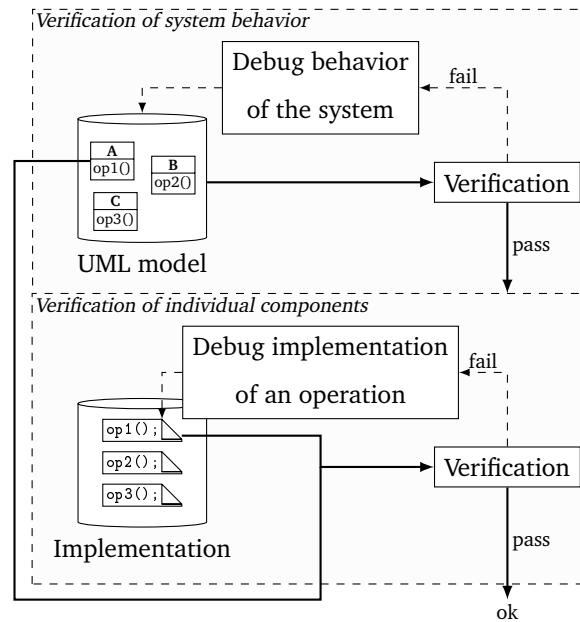 Verification of system behavior
Debug behavior
of the system
fail
A
op1()
B
op2()
C
op3()
Verification
UML model
pass
Verification of individual components
Debug implementation
of an operation
fail
op1();
op2();
op3();
Verification
Implementation
pass
ok